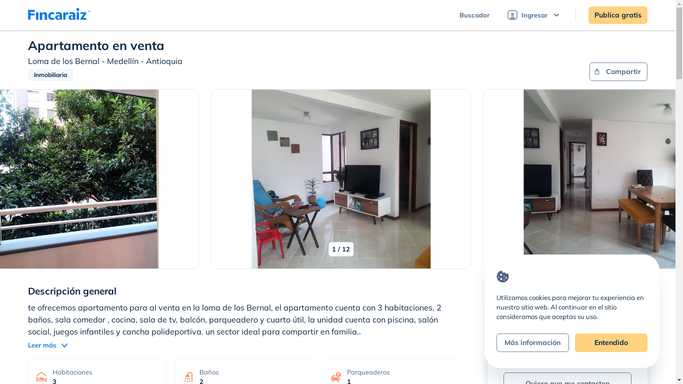 Fincaraiz
Buscador
Ingresar
Publica gratis
Apartamento en venta
Loma de los Bernal - Medellín - Antioquia
Inmobiliaria
Compartir
1 / 12
Descripción general
te ofrecemos apartamento para al venta en la loma de los Bernal, el apartamento cuenta con 3 habitaciones, 2
baños, sala comedor , cocina, sala de tv, balcón, parqueadero y cuarto útil, la unidad cuenta con piscina, salón
social, juegos infantiles y cancha polideportiva. un sector ideal para compartir en familia..
Leer más
Habitaciones
3
Baños
2
Parqueaderos
1
Utilizamos cookies para mejorar tu experiencia en
nuestro sitio web. Al continuar en el sitio
consideramos que aceptas su uso.
Más información
Entendido
Quiero que me contacten